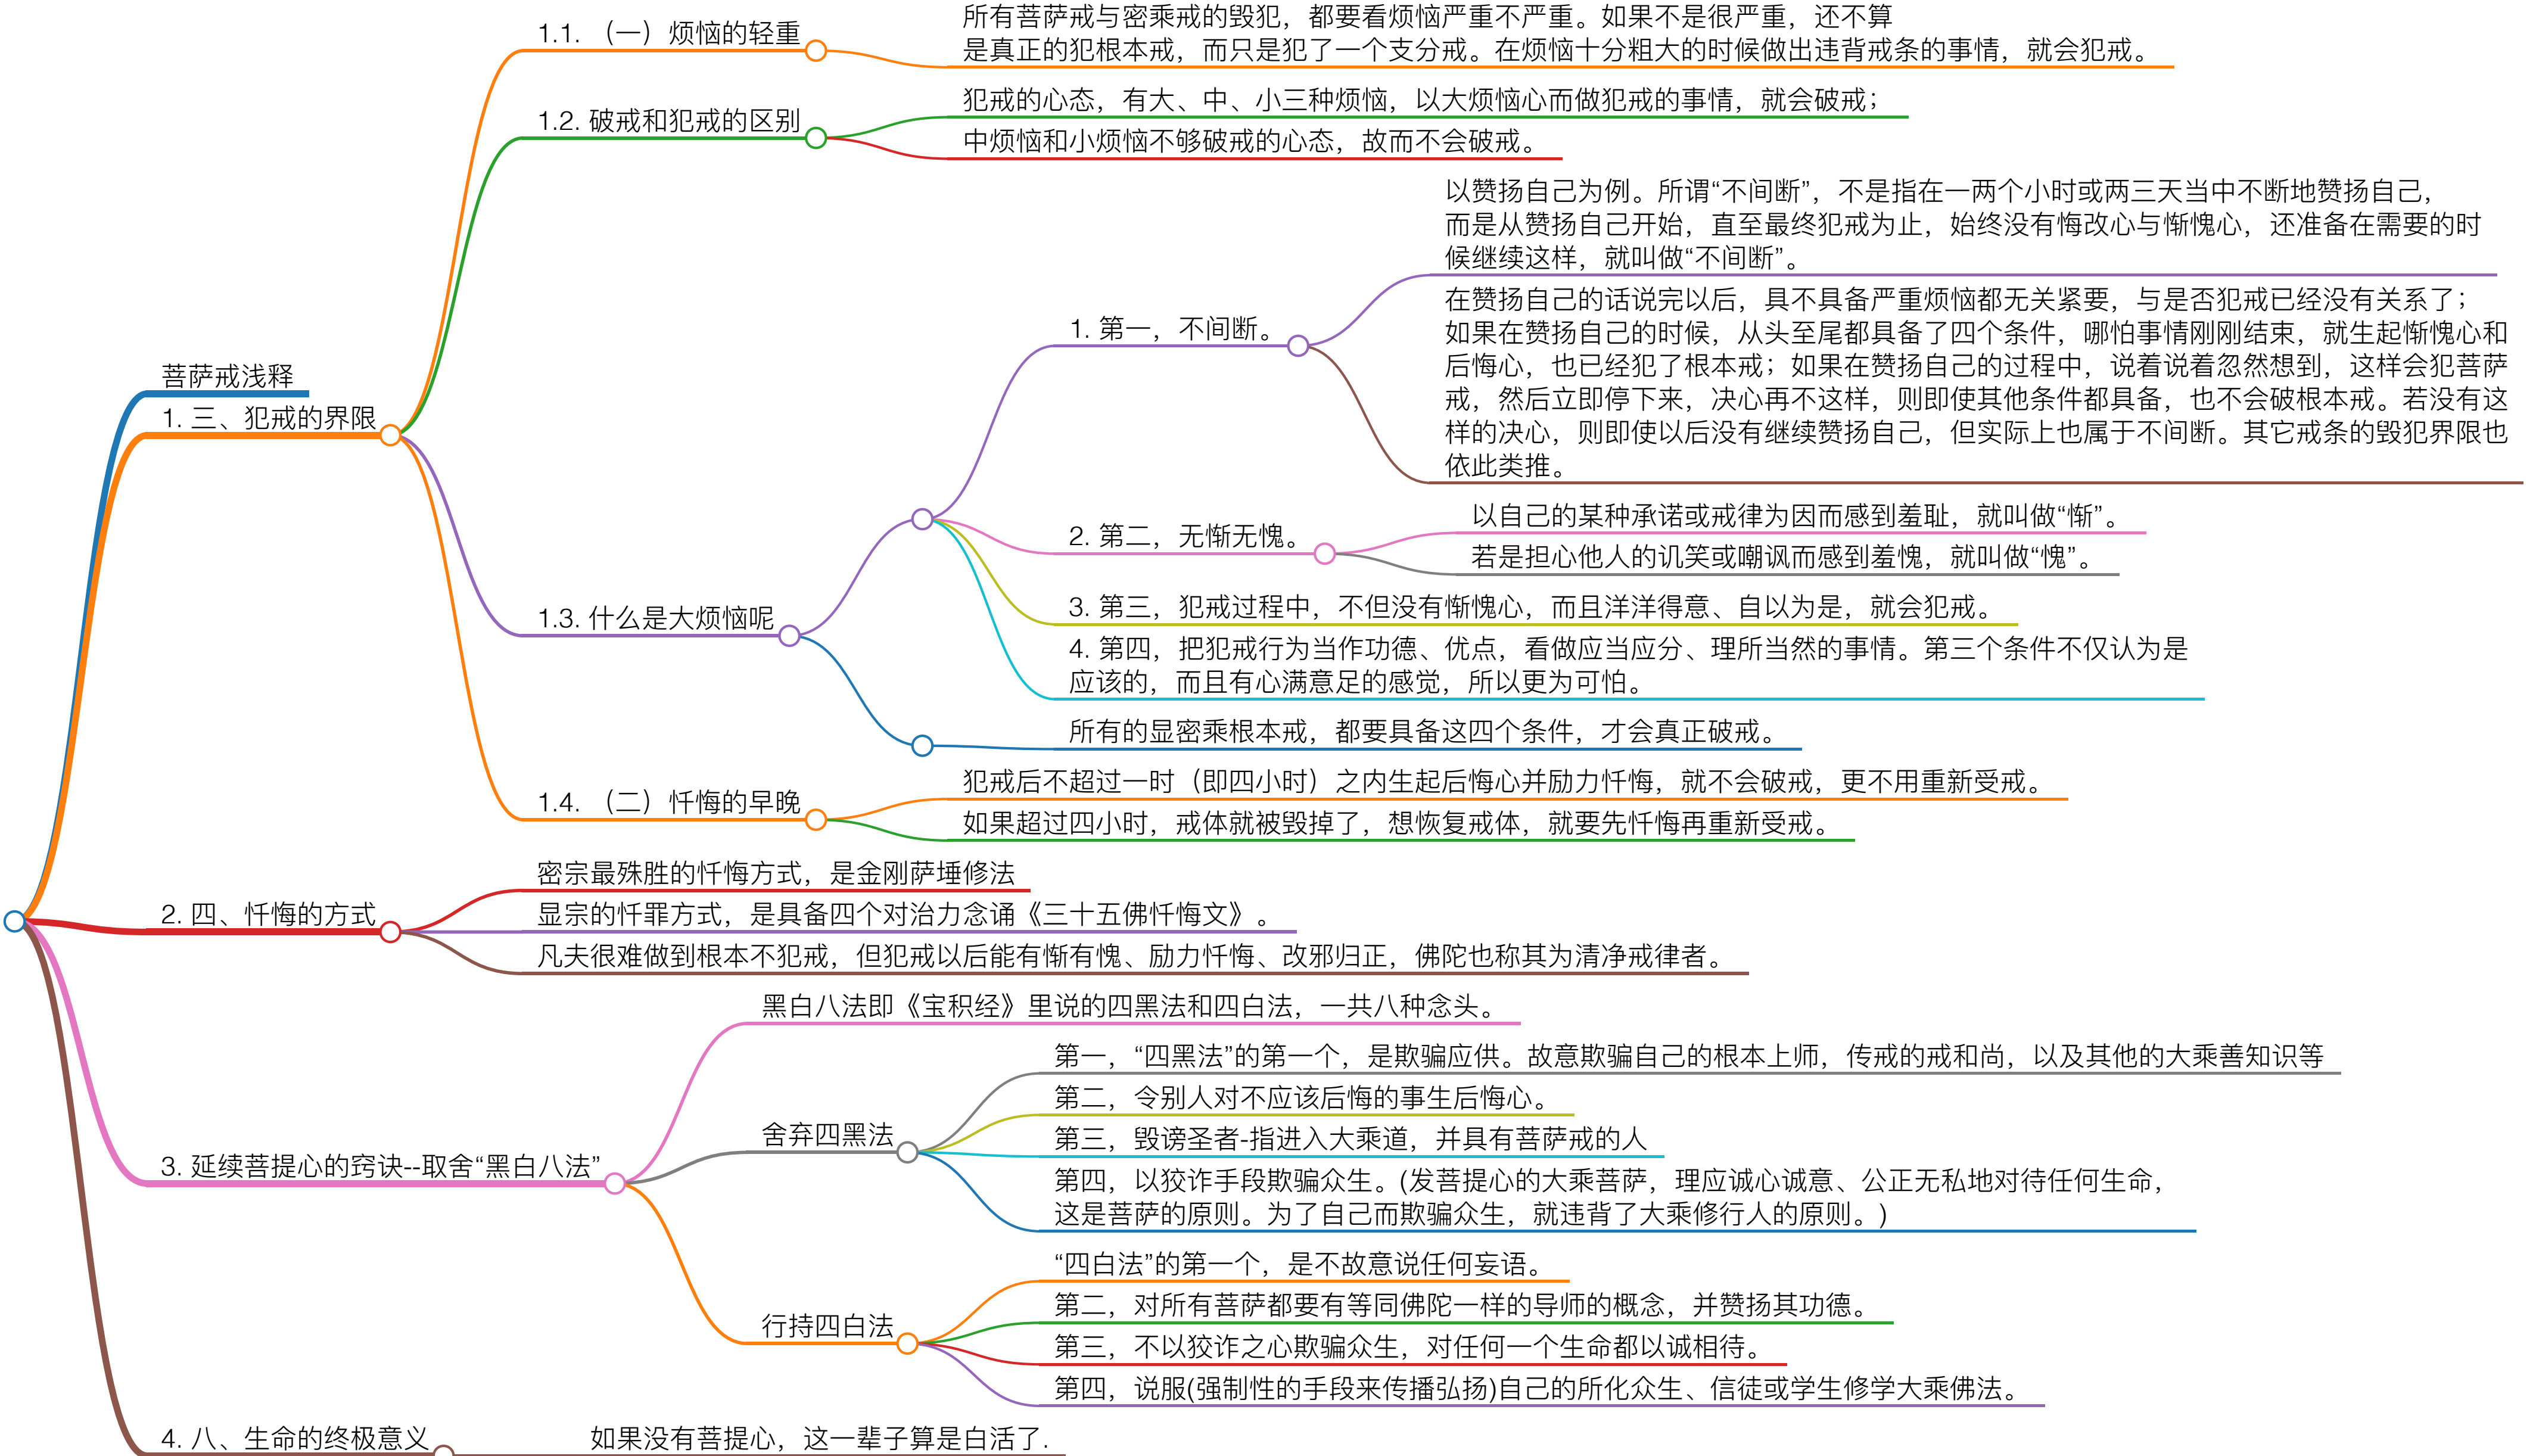 菩萨戒浅释
1. 三、犯戒的界限
1.1. （一）烦恼的轻重
所有菩萨戒与密乘戒的毁犯，都要看烦恼严重不严重。如果不是很严重，还不算
是真正的犯根本戒，而只是犯了一个支分戒。在烦恼十分粗大的时候做出违背戒条的事情，就会犯戒。
1.2. 破戒和犯戒的区别
犯戒的心态，有大、中、小三种烦恼，以大烦恼心而做犯戒的事情，就会破戒；
中烦恼和小烦恼不够破戒的心态，故而不会破戒。
1.3. 什么是大烦恼呢
1. 第一，不间断。
以赞扬自己为例。所谓“不间断”，不是指在一两个小时或两三天当中不断地赞扬自己，
而是从赞扬自己开始，直至最终犯戒为止，始终没有悔改心与惭愧心，还准备在需要的时
候继续这样，就叫做“不间断”。
在赞扬自己的话说完以后，具不具备严重烦恼都无关紧要，与是否犯戒已经没有关系了；
如果在赞扬自己的时候，从头至尾都具备了四个条件，哪怕事情刚刚结束，就生起惭愧心和
后悔心，也已经犯了根本戒；如果在赞扬自己的过程中，说着说着忽然想到，这样会犯菩萨
戒，然后立即停下来，决心再不这样，则即使其他条件都具备，也不会破根本戒。若没有这
样的决心，则即使以后没有继续赞扬自己，但实际上也属于不间断。其它戒条的毁犯界限也
依此类推。
2. 第二，无惭无愧。
以自己的某种承诺或戒律为因而感到羞耻，就叫做“惭”。
若是担心他人的讥笑或嘲讽而感到羞愧，就叫做“愧”。
3. 第三，犯戒过程中，不但没有惭愧心，而且洋洋得意、自以为是，就会犯戒。
4. 第四，把犯戒行为当作功德、优点，看做应当应分、理所当然的事情。第三个条件不仅认为是
应该的，而且有心满意足的感觉，所以更为可怕。
所有的显密乘根本戒，都要具备这四个条件，才会真正破戒。
1.4. （二）忏悔的早晚
犯戒后不超过一时（即四小时）之内生起后悔心并励力忏悔，就不会破戒，更不用重新受戒。
如果超过四小时，戒体就被毁掉了，想恢复戒体，就要先忏悔再重新受戒。
2. 四、忏悔的方式
密宗最殊胜的忏悔方式，是金刚萨埵修法
显宗的忏罪方式，是具备四个对治力念诵《三十五佛忏悔文》。
凡夫很难做到根本不犯戒，但犯戒以后能有惭有愧、励力忏悔、改邪归正，佛陀也称其为清净戒律者。
3. 延续菩提心的窍诀--取舍“黑白八法”
黑白八法即《宝积经》里说的四黑法和四白法，一共八种念头。
舍弃四黑法
第一，“四黑法”的第一个，是欺骗应供。故意欺骗自己的根本上师，传戒的戒和尚，以及其他的大乘善知识等
第二，令别人对不应该后悔的事生后悔心。
第三，毁谤圣者-指进入大乘道，并具有菩萨戒的人
第四，以狡诈手段欺骗众生。(发菩提心的大乘菩萨，理应诚心诚意、公正无私地对待任何生命，
这是菩萨的原则。为了自己而欺骗众生，就违背了大乘修行人的原则。)
行持四白法
“四白法”的第一个，是不故意说任何妄语。
第二，对所有菩萨都要有等同佛陀一样的导师的概念，并赞扬其功德。
第三，不以狡诈之心欺骗众生，对任何一个生命都以诚相待。
第四，说服(强制性的手段来传播弘扬)自己的所化众生、信徒或学生修学大乘佛法。
4. 八、生命的终极意义
如果没有菩提心，这一辈子算是白活了.